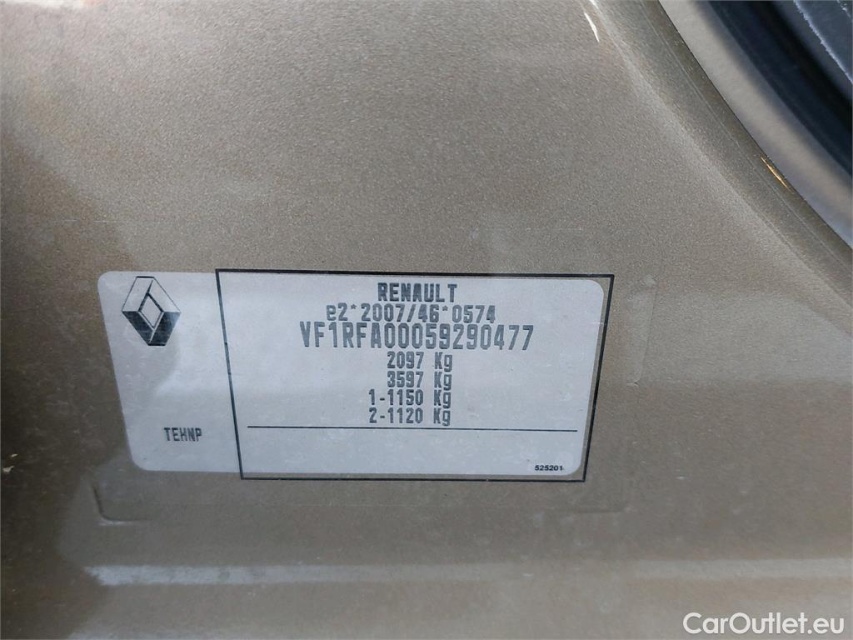 RENAULT
e2*2007/46*0574
VF1RFA00059290477
2097 Kg
3597 Kg
1-1150 Kg
2-1120 Kg
TEHNP
525201
CarOutlet.eu